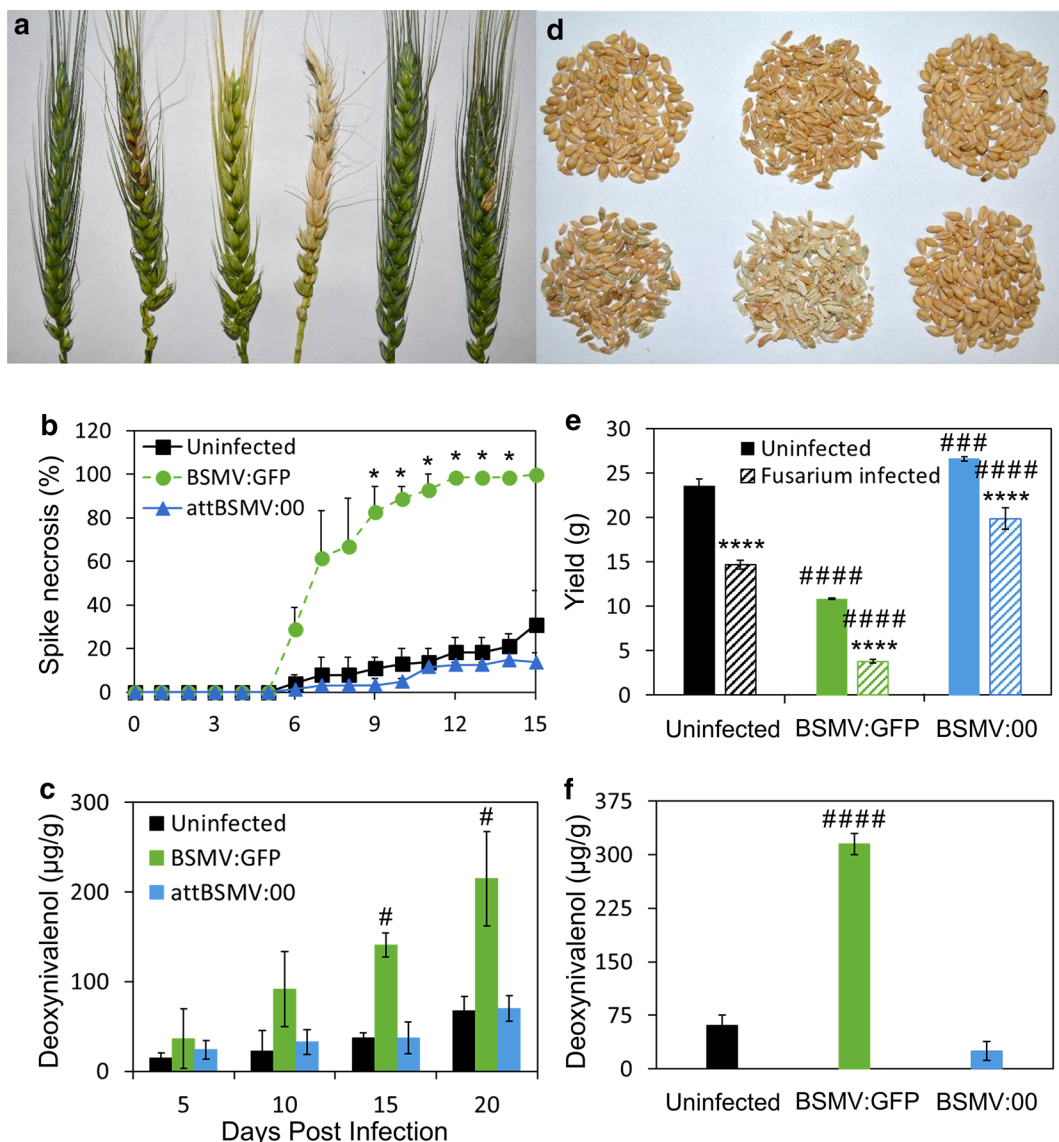 a
d
b
120
100
80
60
40
20
0
Spike necrosis (%)
Uninfected
BSMV:GFP
attBSMV:00
* * * * * *
0 3 6 9 12 15
e
30
25
20
15
10
5
0
Yield (g)
Uninfected
Fusarium infected
****
####
####
****
###
####
****
Uninfected BSMV:GFP BSMV:00
c
300
200
100
0
Deoxynivalenol (µg/g)
Uninfected
BSMV:GFP
attBSMV:00
#
#
5 10 15 20
Days Post Infection
f
375
300
225
150
75
0
Deoxynivalenol (µg/g)
####
Uninfected BSMV:GFP BSMV:00